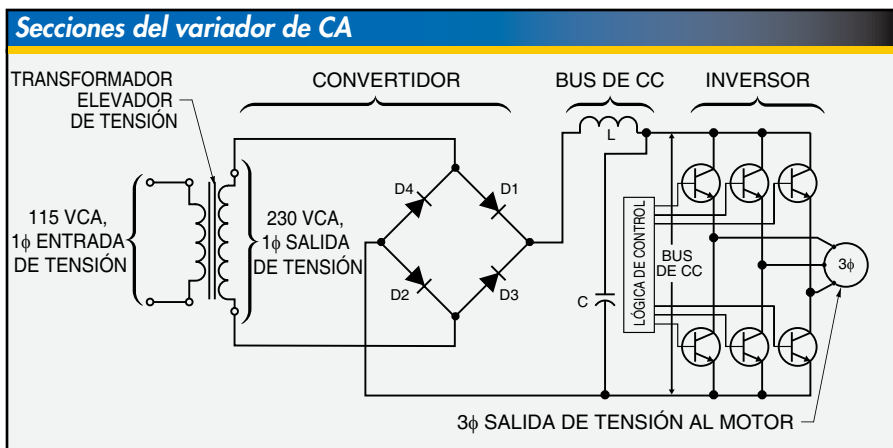 Secciones del variador de CA
TRANSFORMADOR
ELEVADOR
DE TENSIÓN
CONVERTIDOR
BUS DE CC
INVERSOR
L
D4
D1
115 VCA,
1ϕ ENTRADA
DE TENSIÓN
230 VCA,
1ϕ SALIDA
DE TENSIÓN
LÓGICA DE CONTROL
BUS
DE CC
3ϕ
D2
D3
C
3ϕ SALIDA DE TENSIÓN AL MOTOR